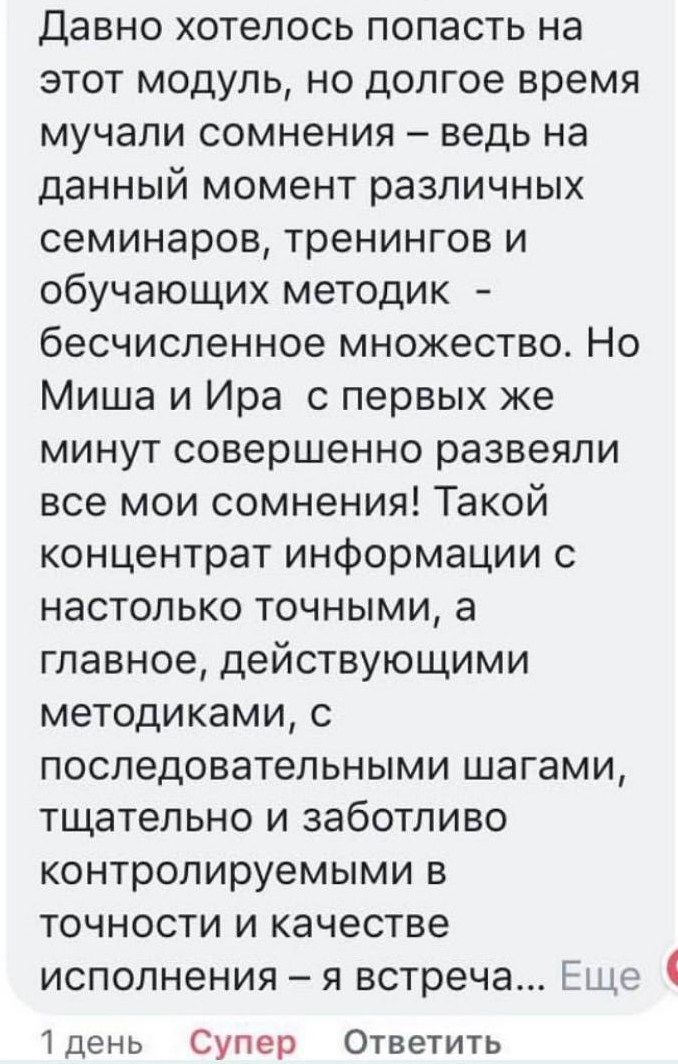 Давно хотелось попасть на
этот модуль, но долгое время
мучали сомнения – ведь на
данный момент различных
семинаров, тренингов и
обучающих методик  -
бесчисленное множество. Но
Миша и Ира  с первых же
минут совершенно развеяли
все мои сомнения! Такой
концентрат информации с
настолько точными, а
главное, действующими
методиками, с
последовательными шагами,
тщательно и заботливо
контролируемыми в
точности и качестве
исполнения – я встреча... Еще
1 день Супер Ответить